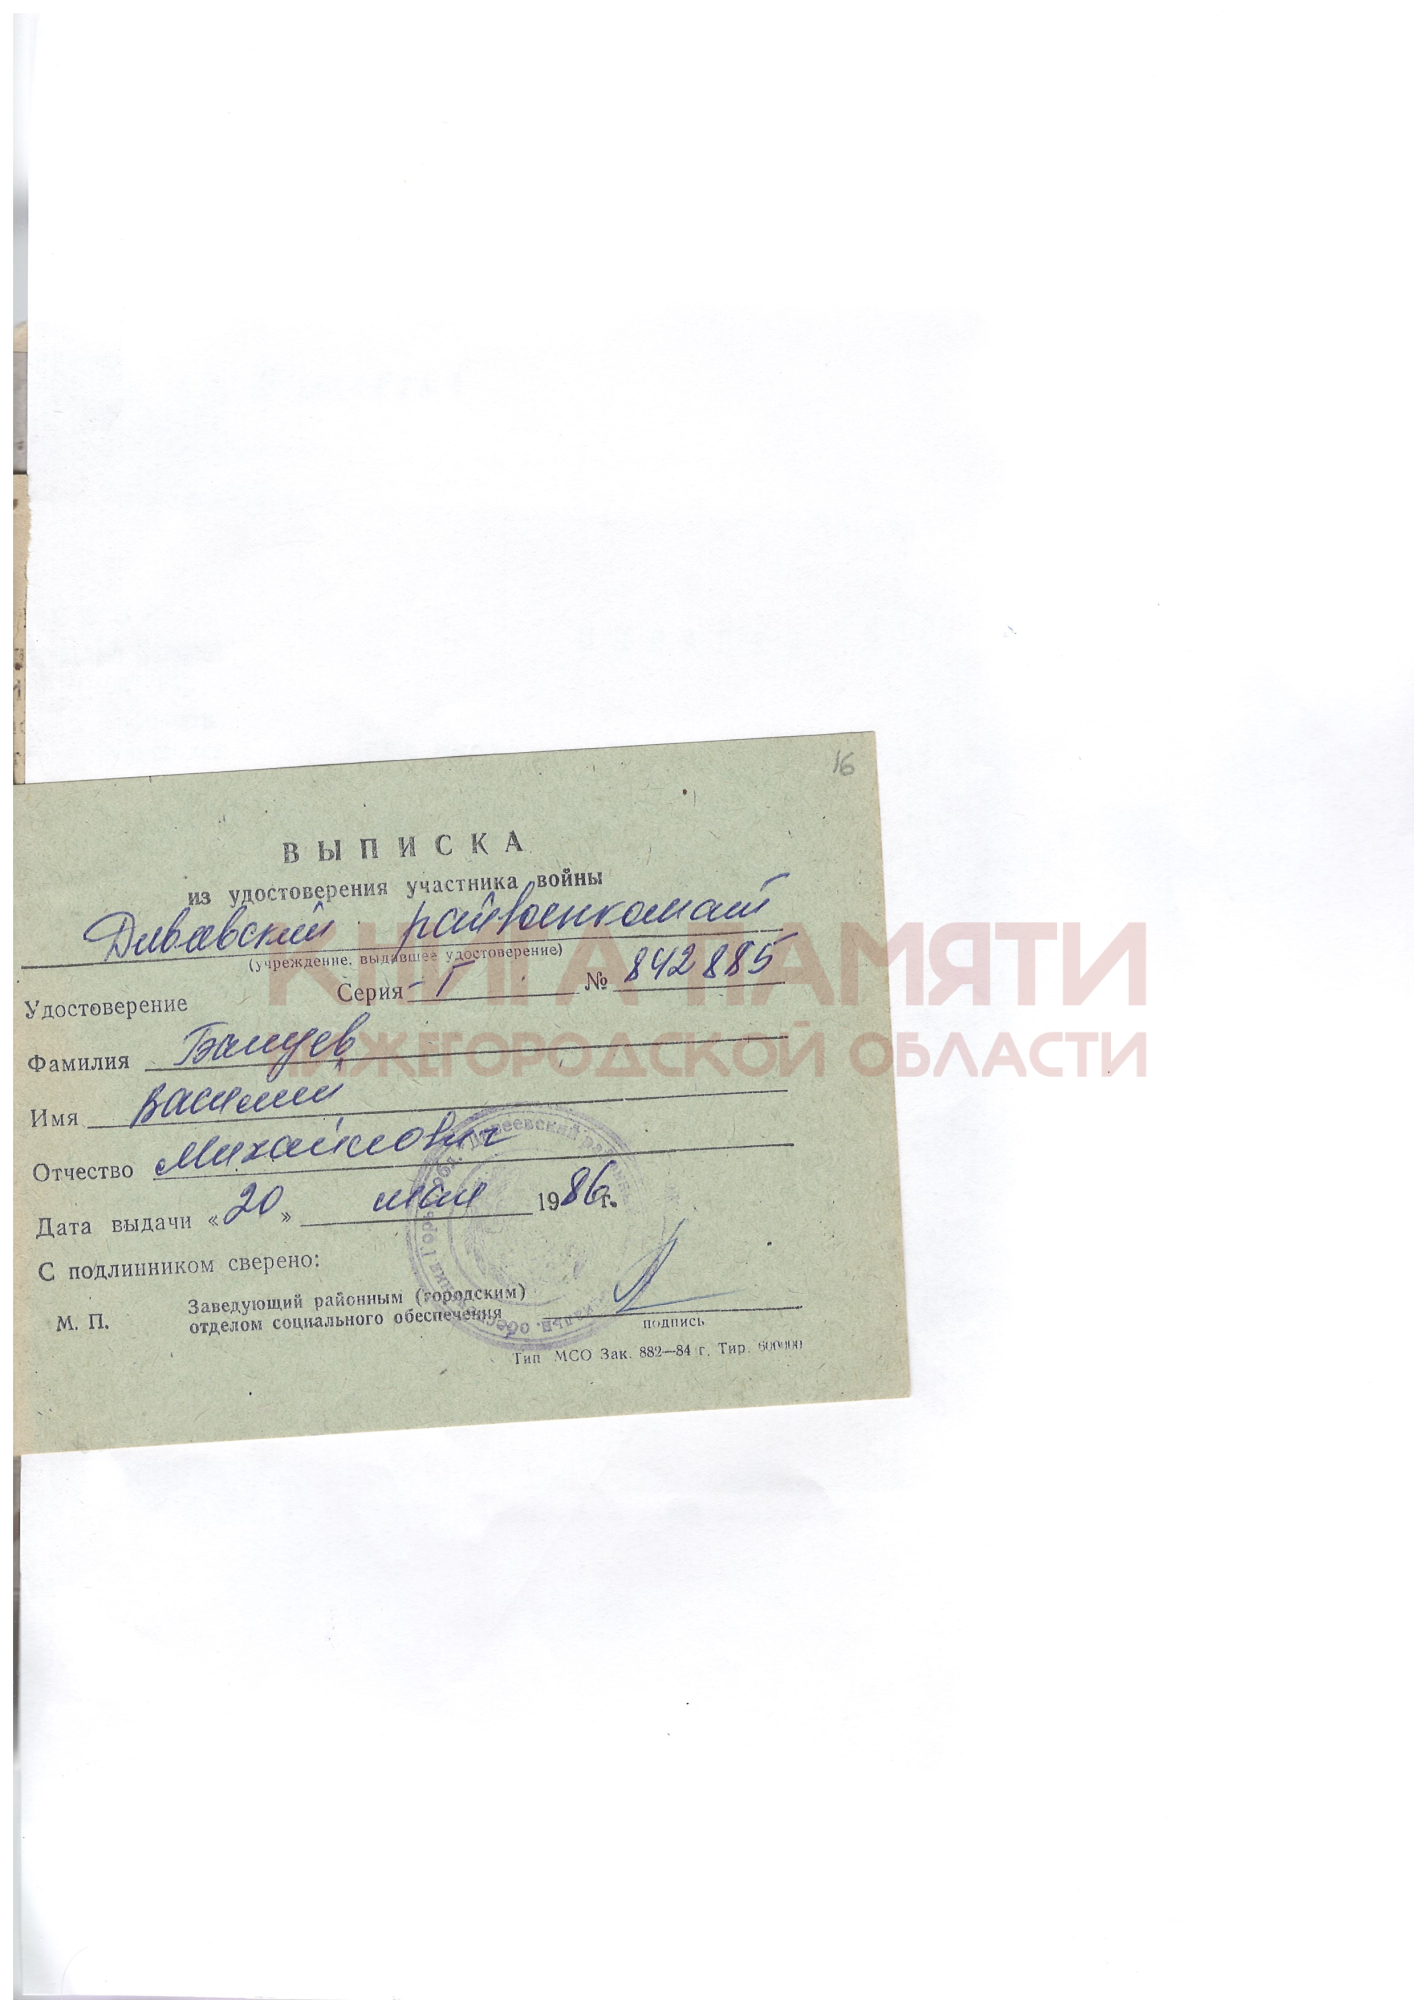 16
ВЫПИСКА
из удостоверения участника войны
Дивеевский райвоенкомат
(учреждение, выдавшее удостоверение)
Удостоверение Серия - Г № 842885
Фамилия
Имя Василий
Отчество Михайлович
Дата выдачи « 20 » мая 1986 г.
С подлинником сверено:
М. П. Заведующий районным (городским)
отделом социального обеспечения
подпись
Тип МСО Зак. 882—84 г. Тир. 600000
КНИГА ПАМЯТИ
НИЖЕГОРОДСКОЙ ОБЛАСТИ